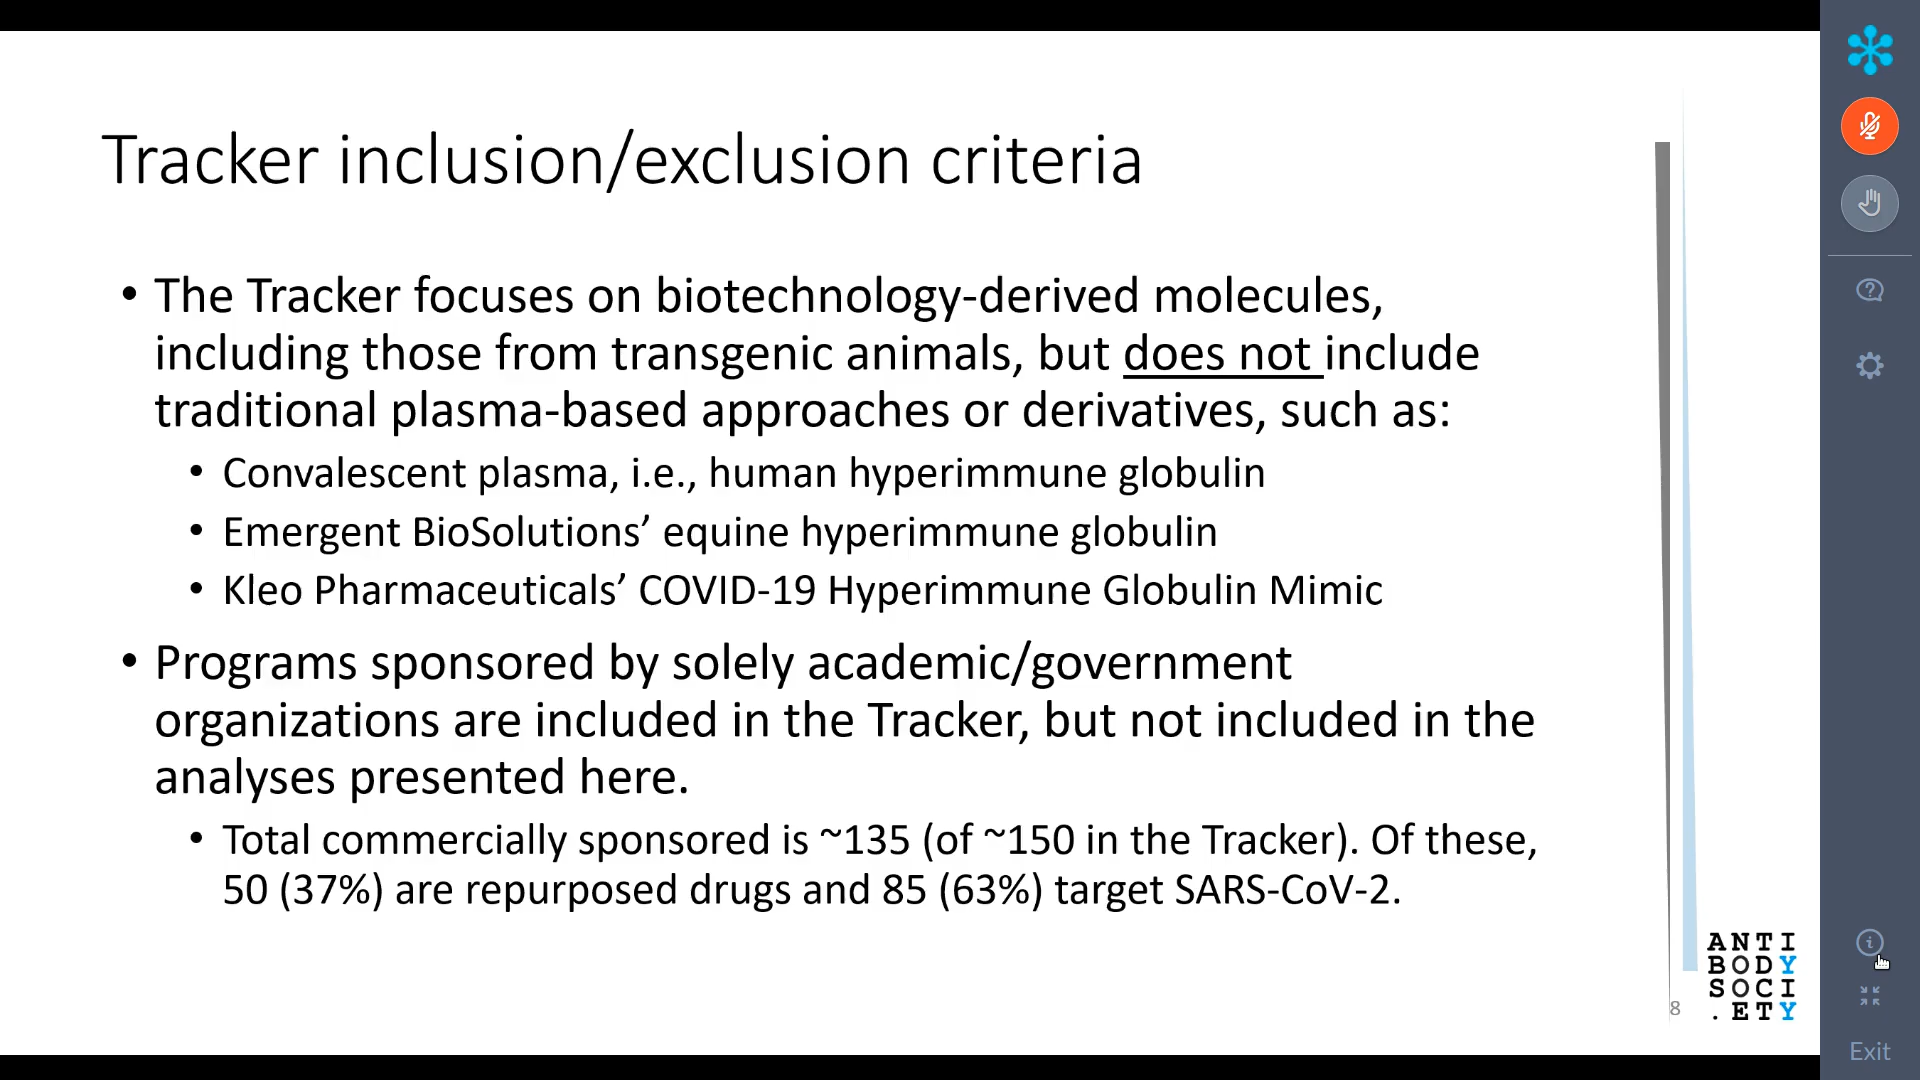 Tracker inclusion/exclusion criteria
• The Tracker focuses on biotechnology-derived molecules,
including those from transgenic animals, but does not include
traditional plasma-based approaches or derivatives, such as:
• Convalescent plasma, i.e., human hyperimmune globulin
• Emergent BioSolutions’ equine hyperimmune globulin
• Kleo Pharmaceuticals’ COVID-19 Hyperimmune Globulin Mimic
• Programs sponsored by solely academic/government
organizations are included in the Tracker, but not included in the
analyses presented here.
• Total commercially sponsored is ~135 (of ~150 in the Tracker). Of these,
50 (37%) are repurposed drugs and 85 (63%) target SARS-CoV-2.
8
ANTI
BODY
SOCI
.ETY
Exit